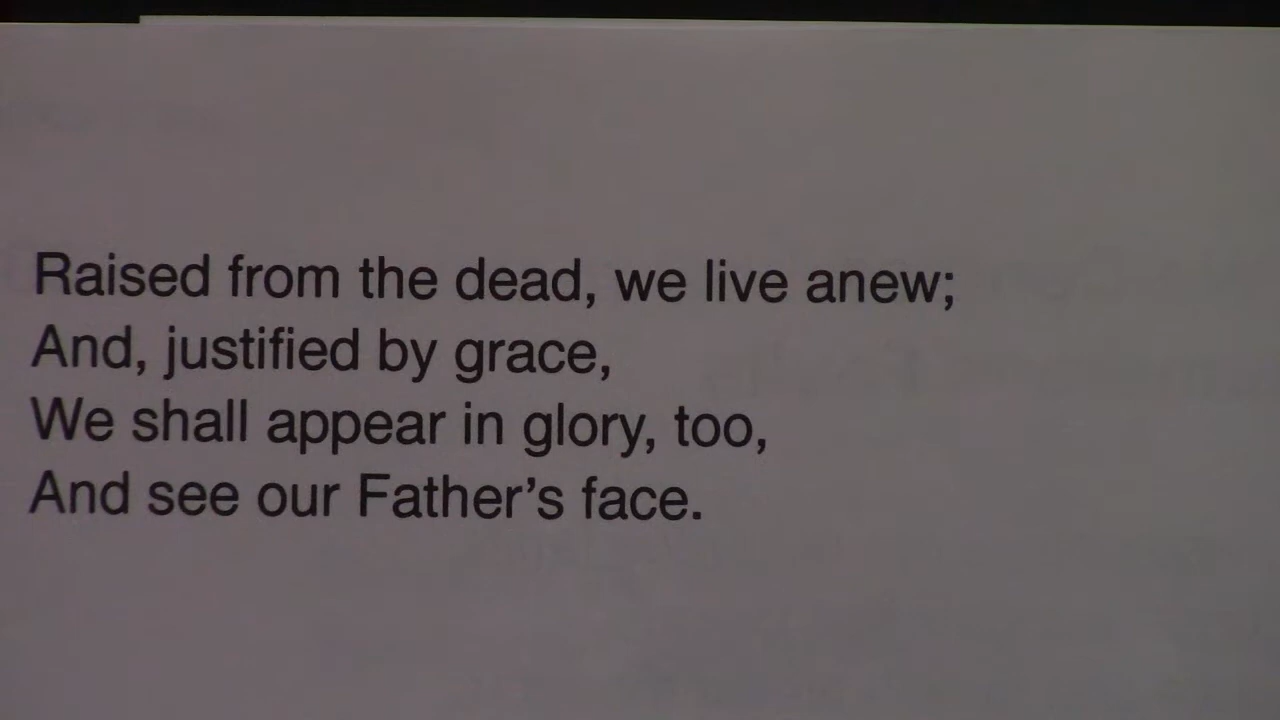 Raised from the dead, we live anew;
And, justified by grace,
We shall appear in glory, too,
And see our Father’s face.